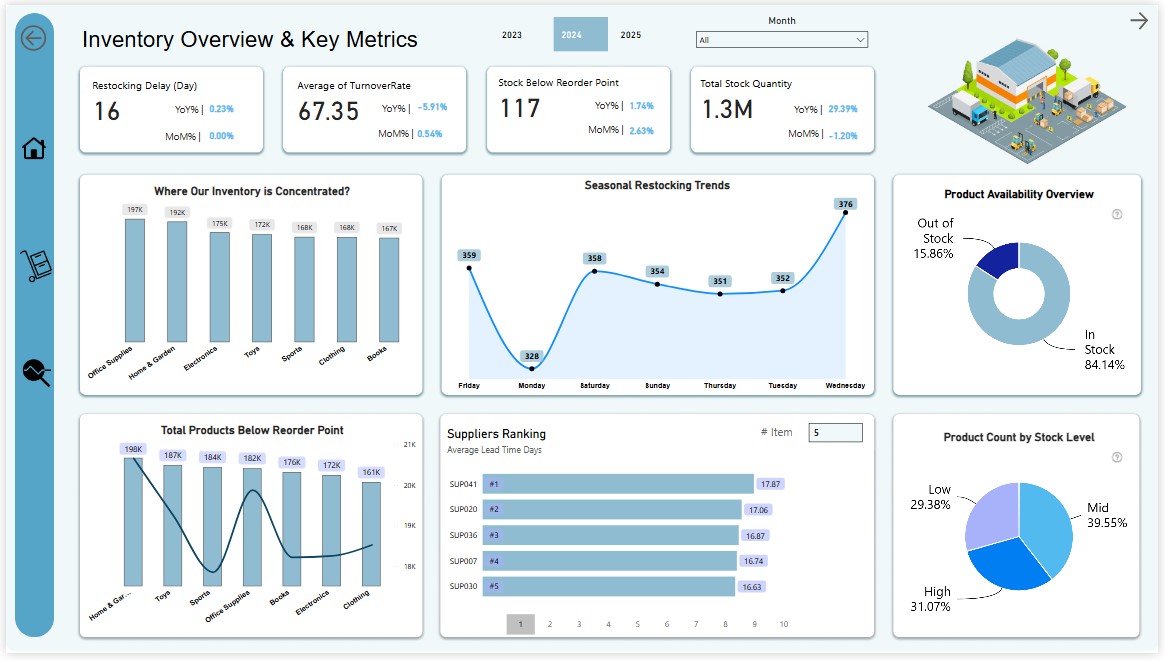 Inventory Overview & Key Metrics
2023
2024
2025
Month
All
Restocking Delay (Day)
16
YoY% | 0.23%
MoM% | 0.00%
Average of TurnoverRate
67.35
YoY% | -5.91%
MoM% | 0.54%
Stock Below Reorder Point
117
YoY% | 1.74%
MoM% | 2.63%
Total Stock Quantity
1.3M
YoY% | 29.39%
MoM% | -1.20%
Where Our Inventory is Concentrated?
197K
192K
175K
172K
168K
168K
167K
Office Supplies
Home & Garden
Electronics
Toys
Sports
Clothing
Books
Seasonal Restocking Trends
359
328
358
354
351
352
376
Friday
Monday
Saturday
Sunday
Thursday
Tuesday
Wednesday
Product Availability Overview
?
Out of
Stock
15.86%
In
Stock
84.14%
Total Products Below Reorder Point
198K
187K
184K
182K
176K
172K
161K
21K
20K
19K
18K
Home & Gar...
Toys
Sports
Office Supplies
Books
Electronics
Clothing
Suppliers Ranking
# Item
5
Average Lead Time Days
SUP041 #1 17.87
SUP020 #2 17.06
SUP036 #3 16.87
SUP007 #4 16.74
SUP030 #5 16.63
1 2 3 4 5 6 7 8 9 10
Product Count by Stock Level
?
Low
29.38%
Mid
39.55%
High
31.07%